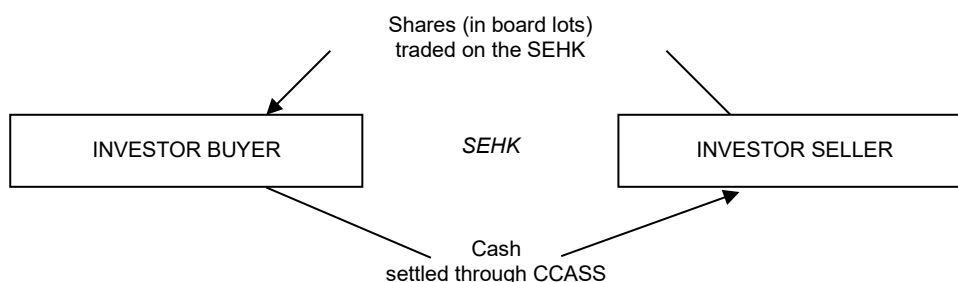 Shares (in board lots)
traded on the SEHK
INVESTOR BUYER
SEHK
INVESTOR SELLER
Cash
settled through CCASS